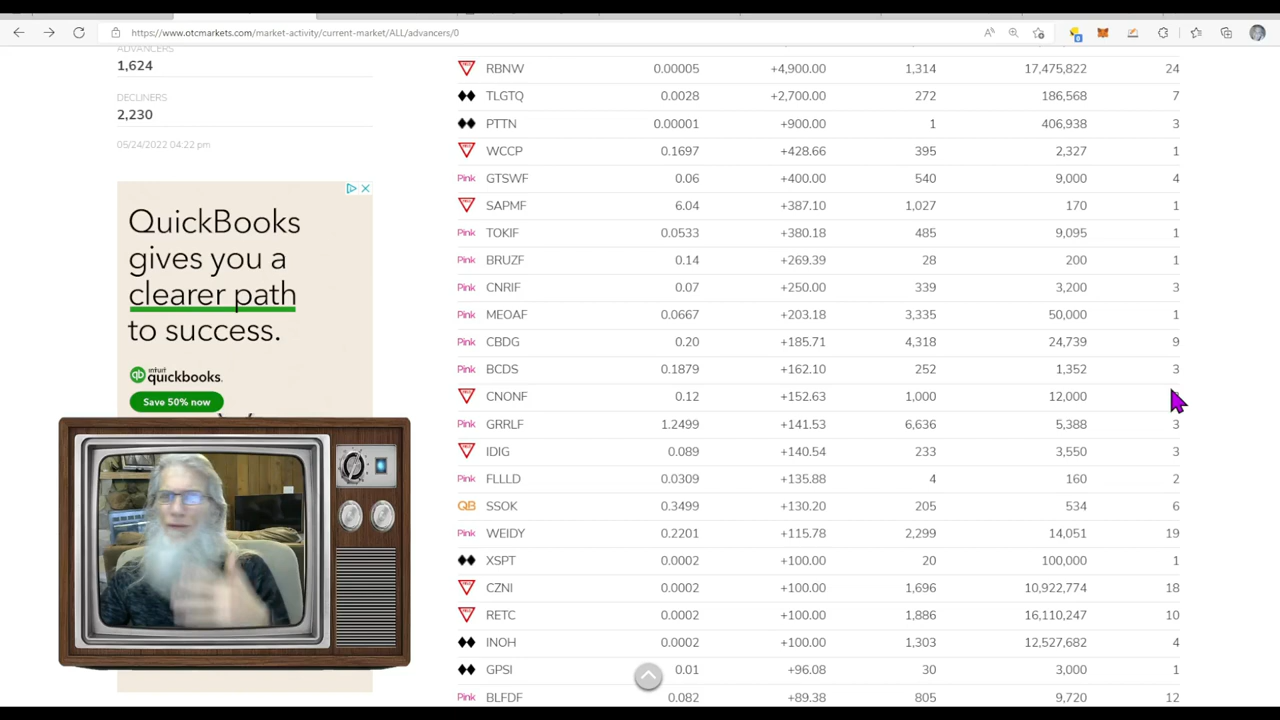 https://www.otcmarkets.com/market-activity/current-market/ALL/advancers/0
ADVANCERS
1,624
DECLINERS
2,230
05/24/2022 04:22 pm
QuickBooks
gives you a
clearer path
to success.
intuit
quickbooks.
Save 50% now
RBNW 0.00005 +4,900.00 1,314 17,475,822 24
TLGTQ 0.0028 +2,700.00 272 186,568 7
PTTN 0.00001 +900.00 1 406,938 3
WCCP 0.1697 +428.66 395 2,327 1
Pink GTSWF 0.06 +400.00 540 9,000 4
SAPMF 6.04 +387.10 1,027 170 1
Pink TOKIF 0.0533 +380.18 485 9,095 1
Pink BRUZF 0.14 +269.39 28 200 1
Pink CNRIF 0.07 +250.00 339 3,200 3
Pink MEOAF 0.0667 +203.18 3,335 50,000 1
Pink CBDG 0.20 +185.71 4,318 24,739 9
Pink BCDS 0.1879 +162.10 252 1,352 3
CNONF 0.12 +152.63 1,000 12,000
Pink GRRLF 1.2499 +141.53 6,636 5,388 3
IDIG 0.089 +140.54 233 3,550 3
Pink FLLLD 0.0309 +135.88 4 160 2
QB SSOK 0.3499 +130.20 205 534 6
Pink WEIDY 0.2201 +115.78 2,299 14,051 19
XSPT 0.0002 +100.00 20 100,000 1
CZNI 0.0002 +100.00 1,696 10,922,774 18
RETC 0.0002 +100.00 1,886 16,110,247 10
INOH 0.0002 +100.00 1,303 12,527,682 4
GPSI 0.01 +96.08 30 3,000 1
Pink BLFDF 0.082 +89.38 805 9,720 12